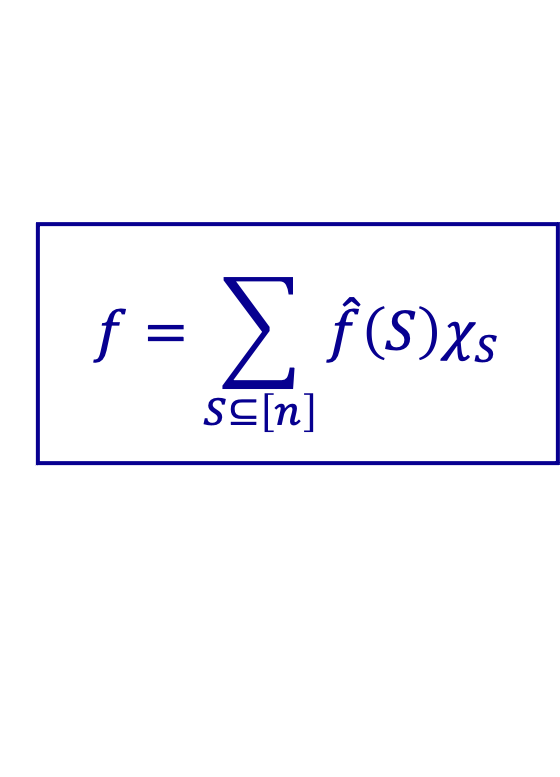 f = ∑_{S⊆[n]} f̂(S)χ_S